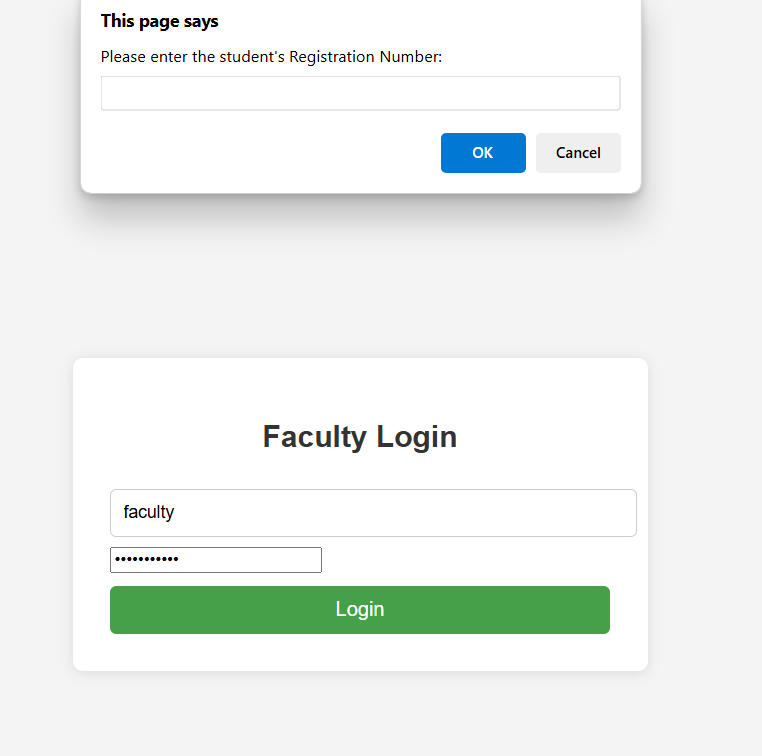 This page says
Please enter the student's Registration Number:
OK
Cancel
Faculty Login
faculty
•••••••••••
Login